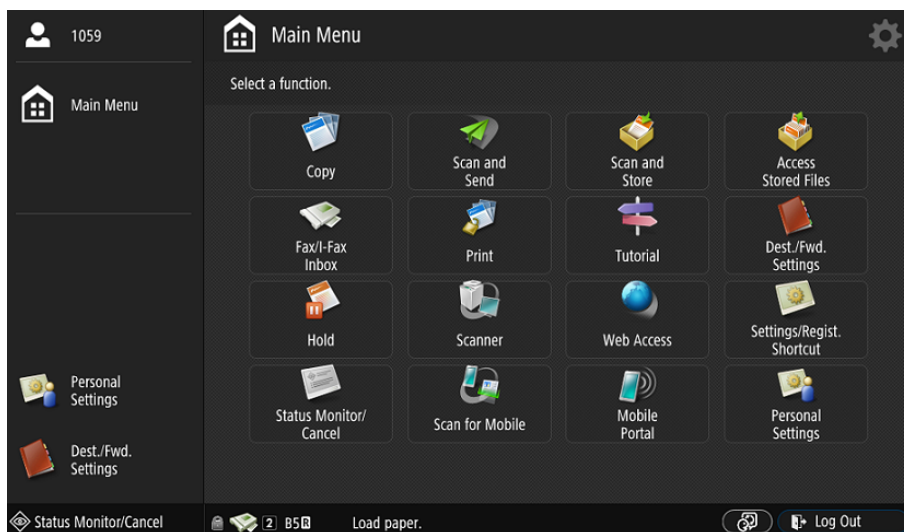 1059
Main Menu
Main Menu
Select a function.
Copy
Scan and
Send
Scan and
Store
Access
Stored Files
Fax/I-Fax
Inbox
Print
Tutorial
Dest./Fwd.
Settings
Hold
Scanner
Web Access
Settings/Regist.
Shortcut
Status Monitor/
Cancel
Scan for Mobile
Mobile
Portal
Personal
Settings
Personal
Settings
Dest./Fwd.
Settings
Status Monitor/Cancel
2 B5R Load paper.
Log Out